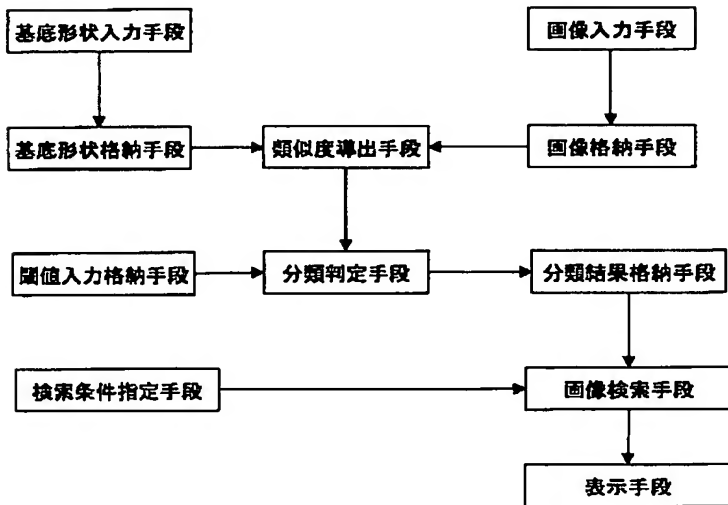 基底形状入力手段
画像入力手段
基底形状格納手段
類似度導出手段
画像格納手段
閾値入力格納手段
分類判定手段
分類結果格納手段
検索条件指定手段
画像検索手段
表示手段